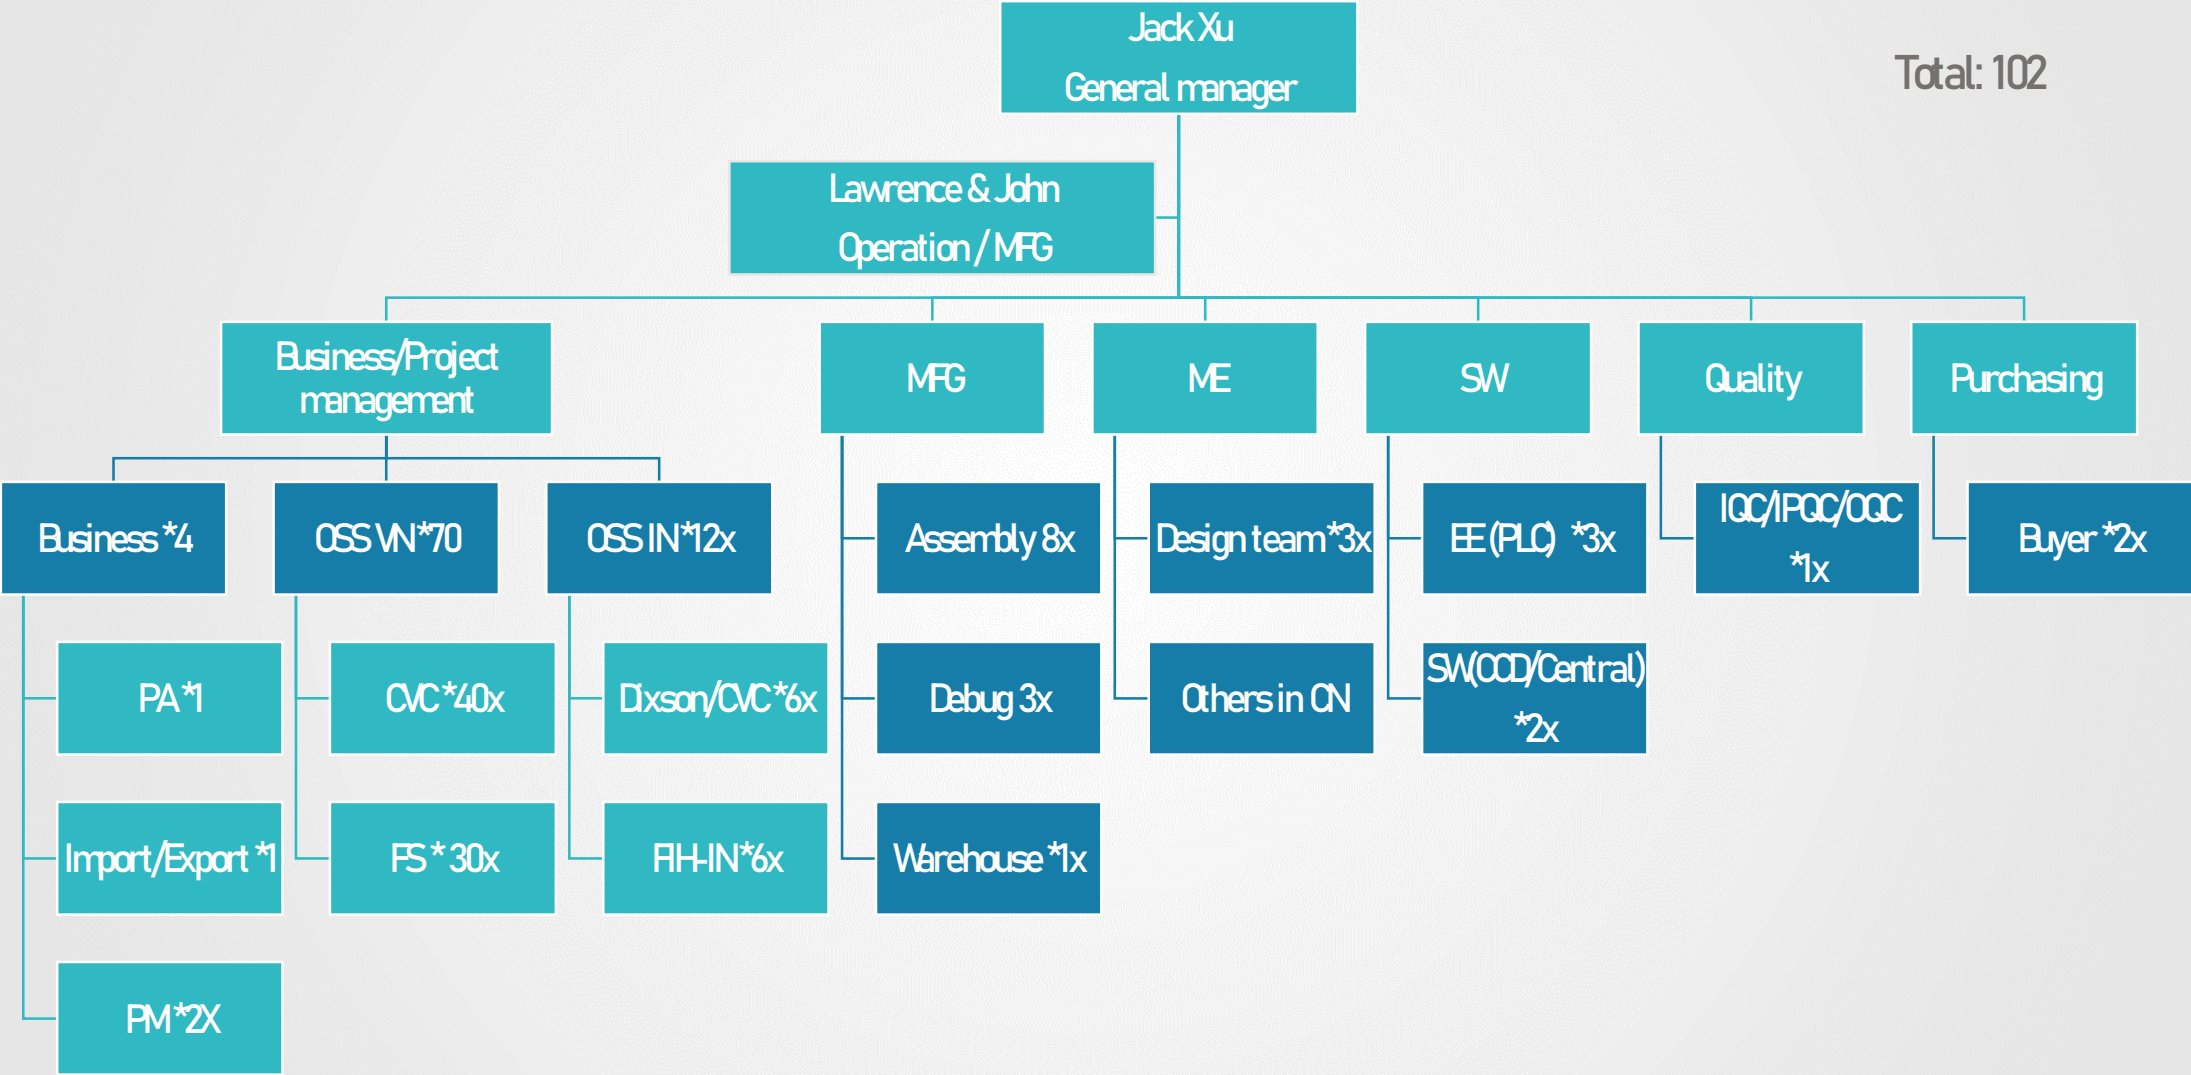 Jack Xu
General manager
Total: 102
Lawrence & John
Operation / MFG
Business/Project
management
MFG
ME
SW
Quality
Purchasing
Business *4
OSS VN*70
OSS IN*12x
Assembly 8x
Design team*3x
EE (PLC) *3x
IQC/IPQC/OQC
*1x
Buyer *2x
PA *1
CVC *40x
Dixson/CVC *6x
Debug 3x
Others in CN
SW(CCD/Central)
*2x
Import/Export *1
FS * 30x
FIH-IN*6x
Warehouse *1x
PM *2X